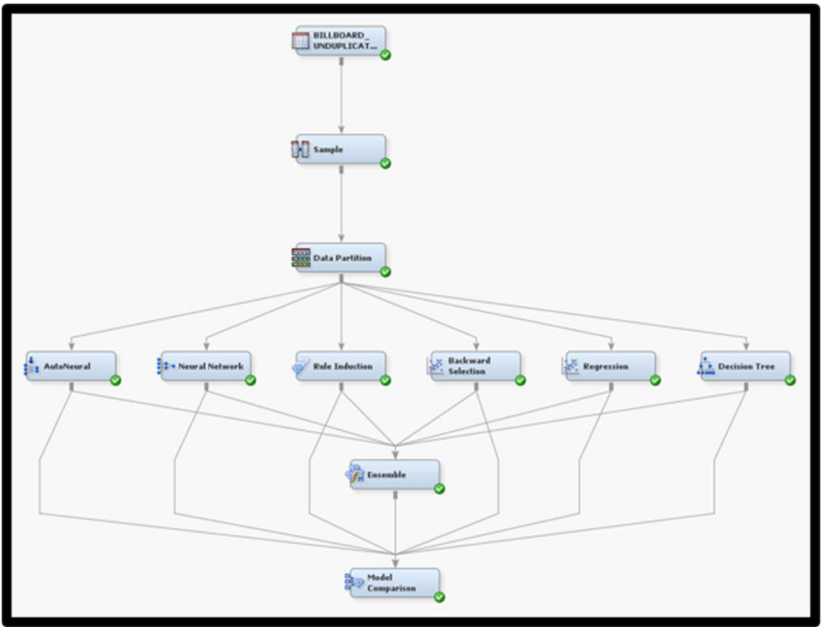 BILLBOARD_
UNDUPLICAT...
Sample
Data Partition
AutoNeural
Neural Network
Rule Induction
Backward
Selection
Regression
Decision Tree
Ensemble
Model
Comparison